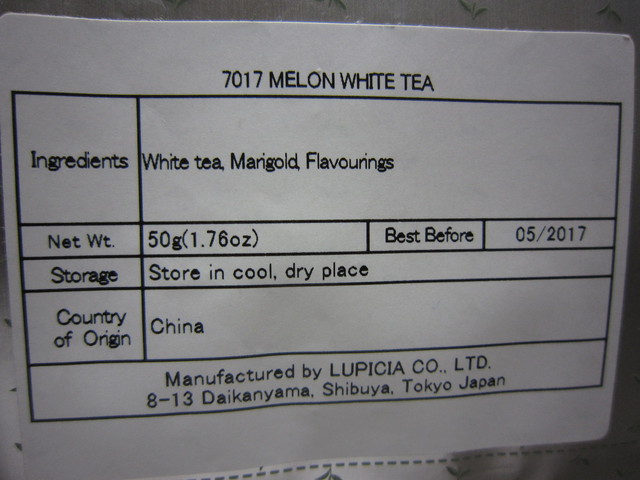 7017 MELON WHITE TEA
Ingredients White tea, Marigold, Flavourings
Net Wt. 50g(1.76oz) Best Before 05/2017
Storage Store in cool, dry place
Country of Origin China
Manufactured by LUPICIA CO., LTD.
8-13 Daikanyama, Shibuya, Tokyo Japan